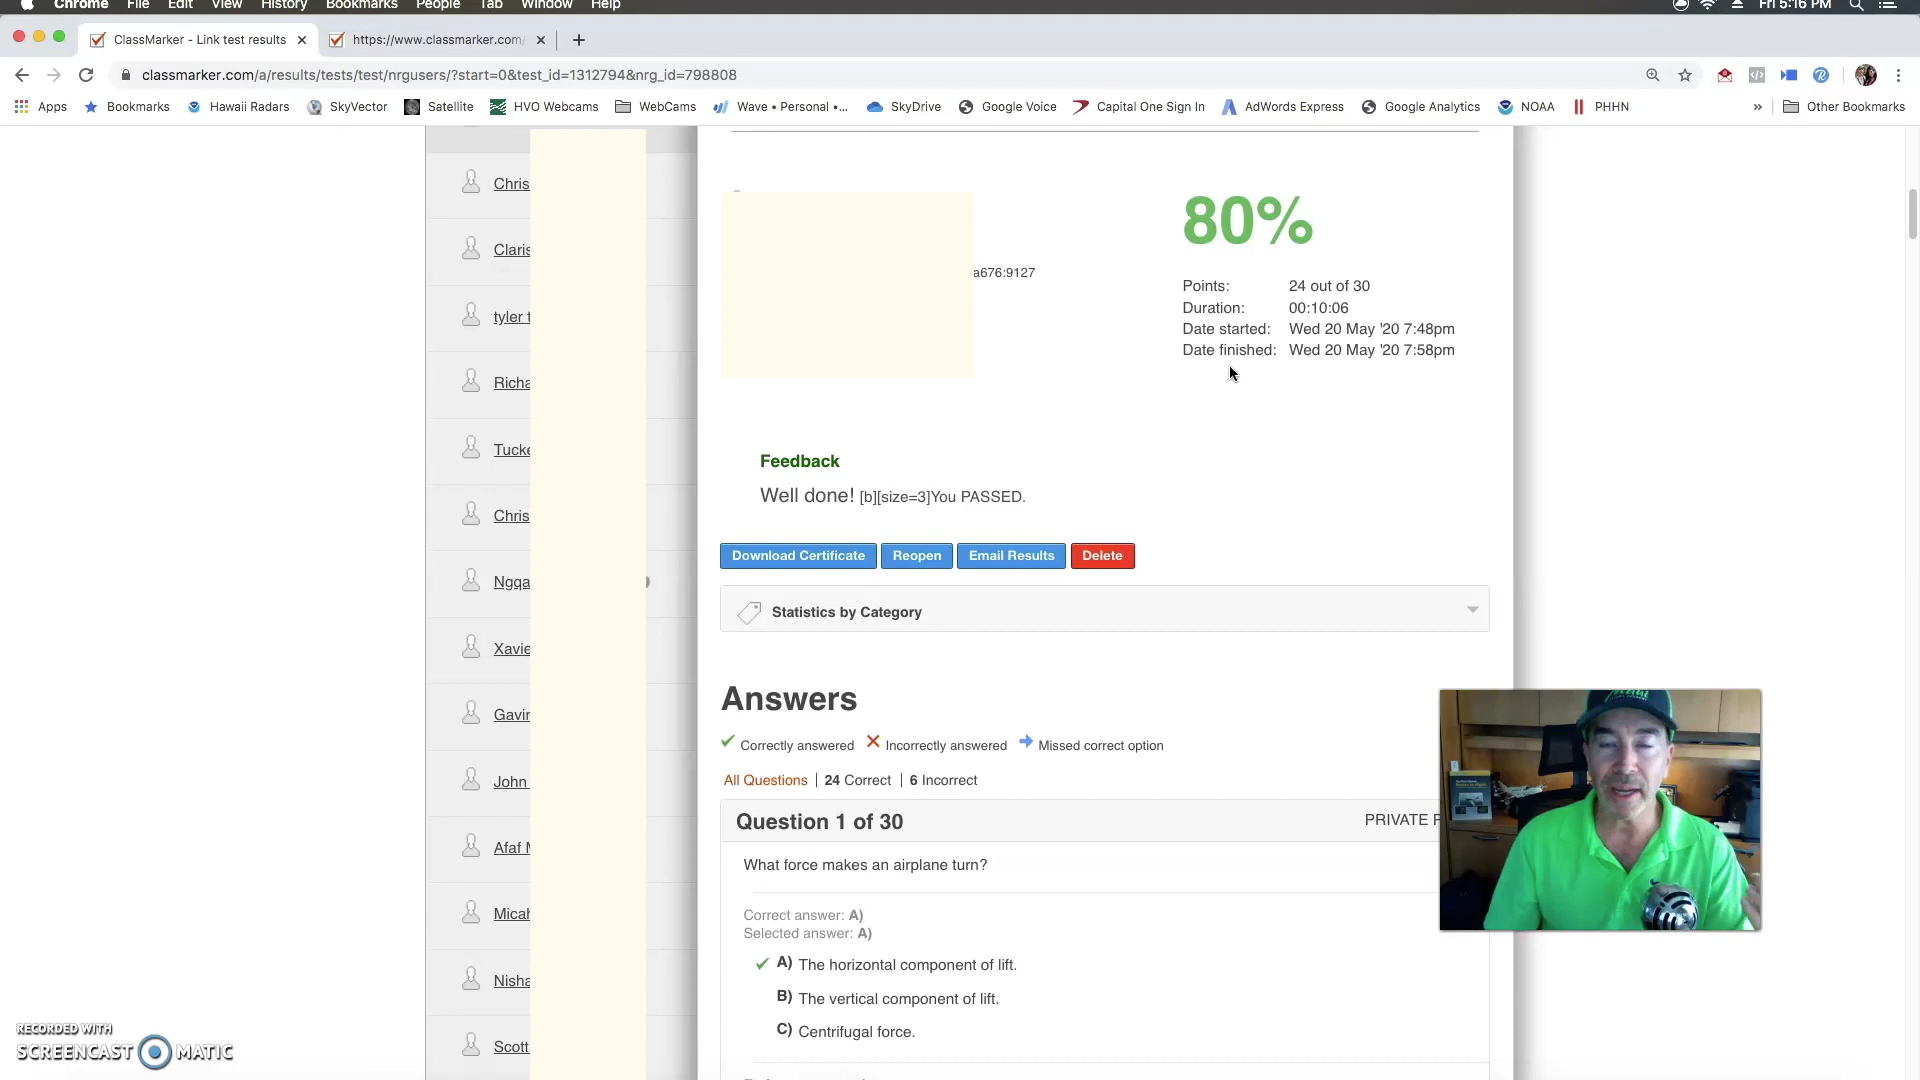 Chrome File Edit View History Bookmarks People Tab Window Help Fri 5:16 PM
ClassMarker - Link test results https://www.classmarker.com/
classmarker.com/a/results/tests/test/nrgusers/?start=0&test_id=1312794&nrg_id=798808
Apps Bookmarks Hawaii Radars SkyVector Satellite HVO Webcams WebCams Wave • Personal •... SkyDrive Google Voice Capital One Sign In AdWords Express Google Analytics NOAA PHHN » Other Bookmarks
Chris
Claris
tyler t
Richa
Tucke
Chris
Ngqa
Xavie
Gavin
John
Afaf M
Micah
Nisha
Scott
a676:9127
80%
Points: 24 out of 30
Duration: 00:10:06
Date started: Wed 20 May '20 7:48pm
Date finished: Wed 20 May '20 7:58pm
Feedback
Well done! [b][size=3]You PASSED.
Download Certificate Reopen Email Results Delete
Statistics by Category
Answers
Correctly answered Incorrectly answered Missed correct option
All Questions | 24 Correct | 6 Incorrect
Question 1 of 30 PRIVATE P
What force makes an airplane turn?
Correct answer: A)
Selected answer: A)
A) The horizontal component of lift.
B) The vertical component of lift.
C) Centrifugal force.
RECORDED WITH
SCREENCAST MATIC